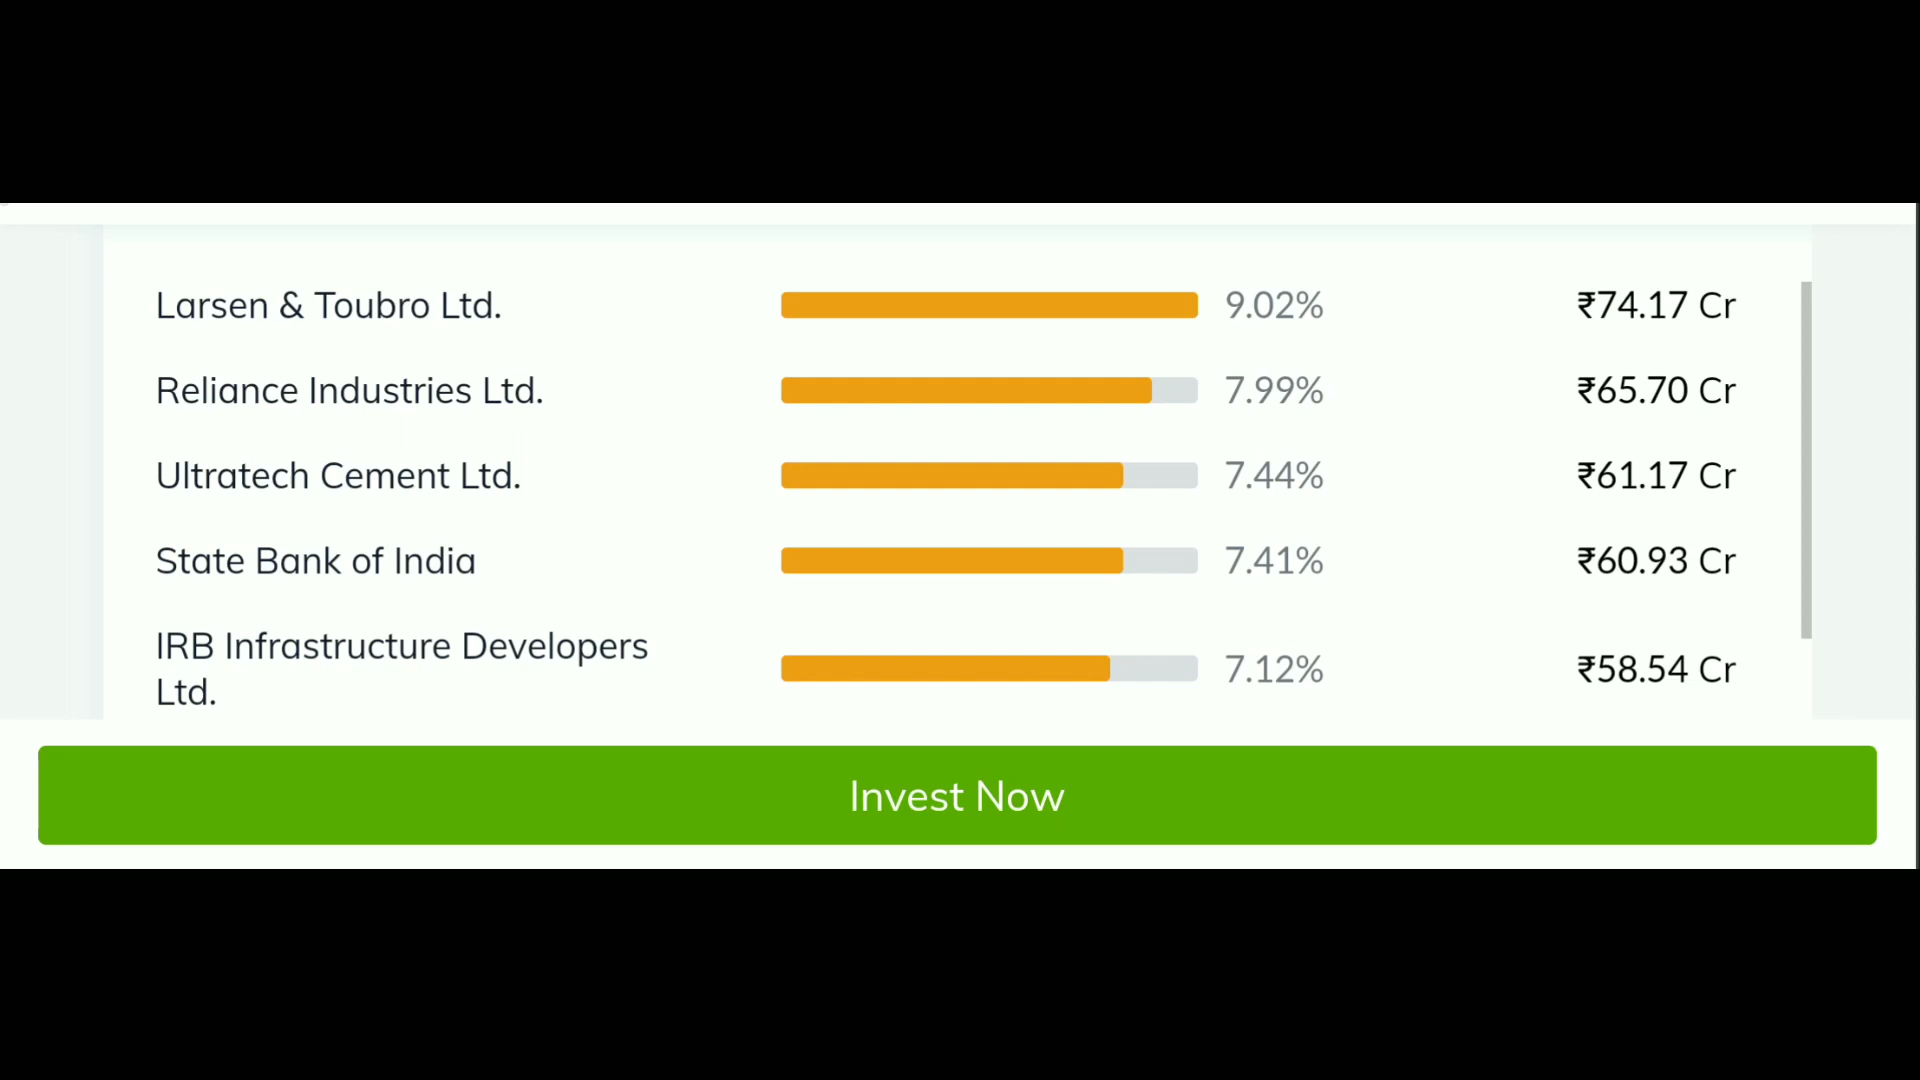 Larsen & Toubro Ltd. 9.02% ₹74.17 Cr
Reliance Industries Ltd. 7.99% ₹65.70 Cr
Ultratech Cement Ltd. 7.44% ₹61.17 Cr
State Bank of India 7.41% ₹60.93 Cr
IRB Infrastructure Developers
Ltd. 7.12% ₹58.54 Cr
Invest Now